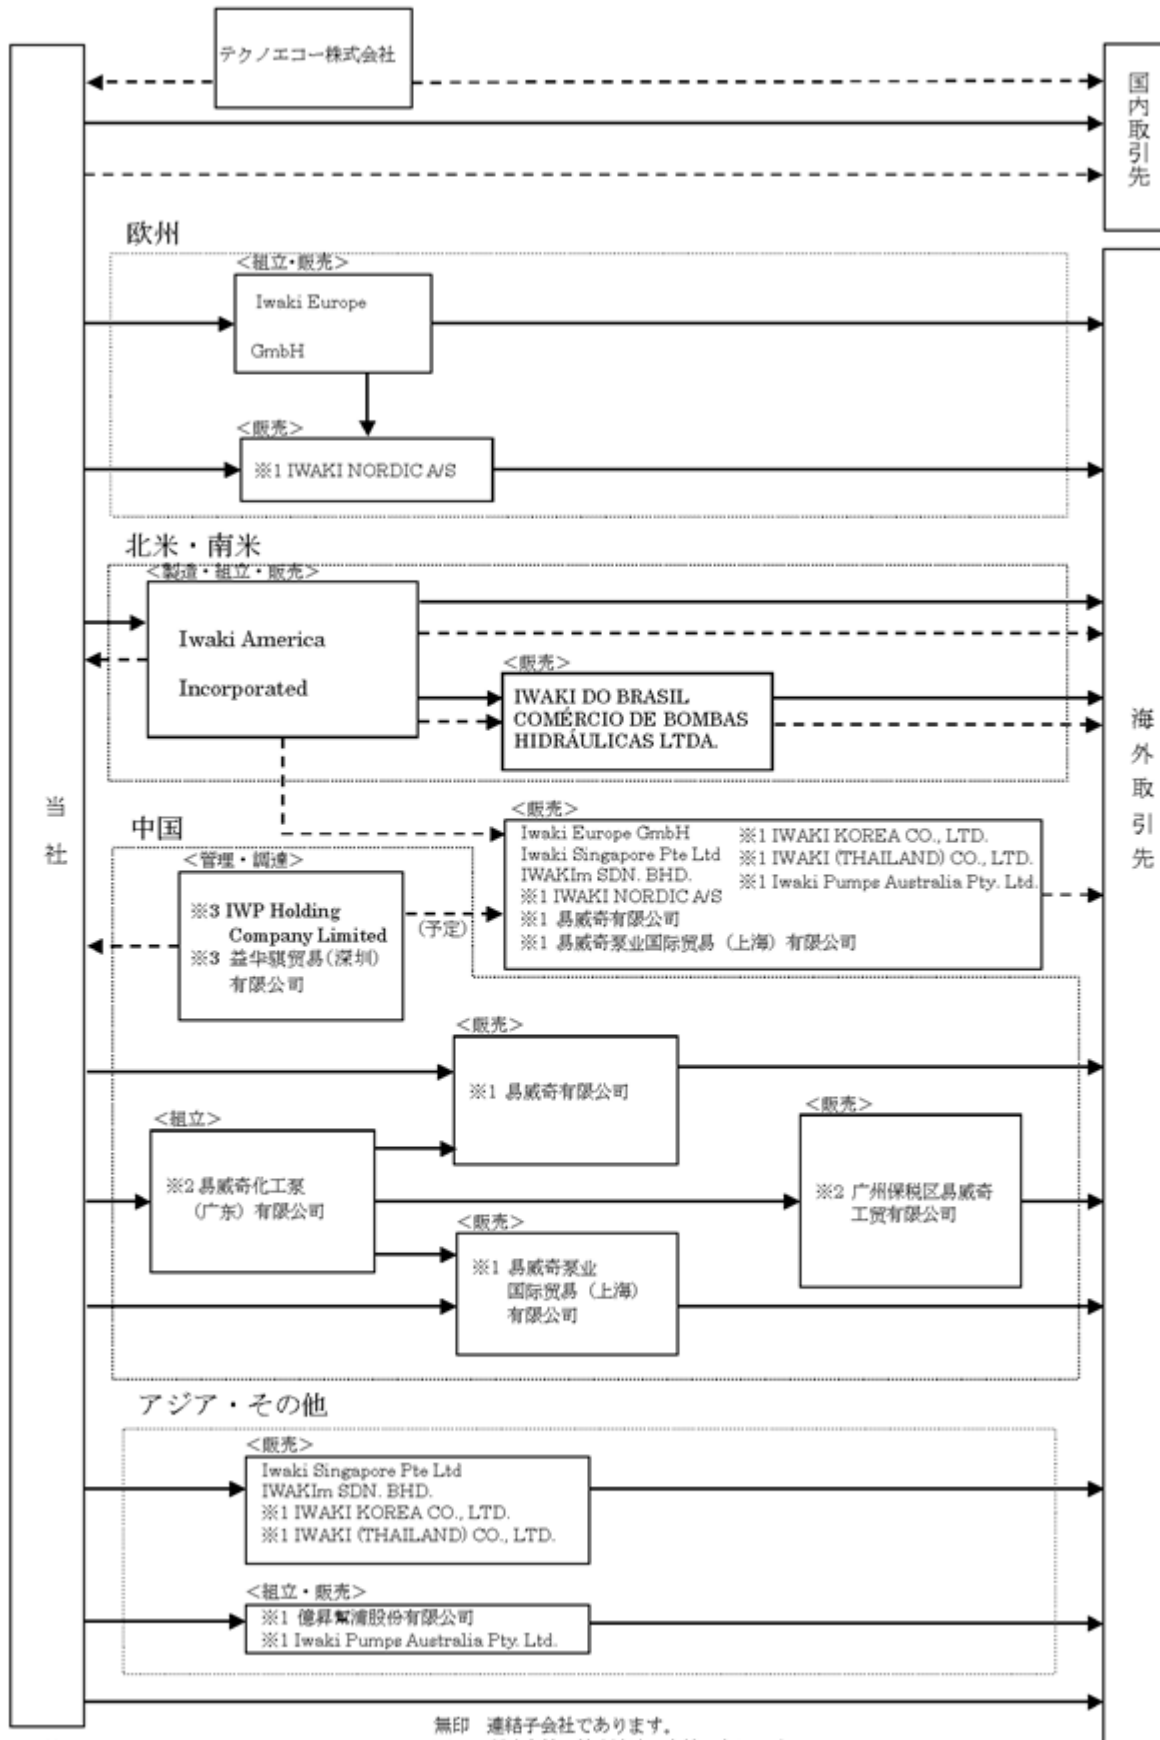 テクノエコー株式会社
国内取引先
欧州
<組立・販売>
Iwaki Europe
GmbH
<販売>
※1 IWAKI NORDIC A/S
北米・南米
<製造・組立・販売>
Iwaki America
Incorporated
<販売>
IWAKI DO BRASIL
COMÉRCIO DE BOMBAS
HIDRÁULICAS LTDA.
当社
海外取引先
中国
<販売>
Iwaki Europe GmbH
Iwaki Singapore Pte Ltd
IWAKIm SDN. BHD.
※1 IWAKI NORDIC A/S
※1 易威奇有限公司
※1 易威奇泵业国际贸易（上海）有限公司
※1 IWAKI KOREA CO., LTD.
※1 IWAKI (THAILAND) CO., LTD.
※1 Iwaki Pumps Australia Pty. Ltd.
<管理・調達>
※3 IWP Holding
Company Limited
※3 益华骐贸易(深圳)
有限公司
(予定)
<販売>
※1 易威奇有限公司
<組立>
※2 易威奇化工泵
（广东）有限公司
<販売>
※2 广州保税区易威奇
工贸有限公司
<販売>
※1 易威奇泵业
国际贸易（上海）
有限公司
アジア・その他
<販売>
Iwaki Singapore Pte Ltd
IWAKIm SDN. BHD.
※1 IWAKI KOREA CO., LTD.
※1 IWAKI (THAILAND) CO., LTD.
<組立・販売>
※1 億昇幫浦股份有限公司
※1 Iwaki Pumps Australia Pty. Ltd.
無印　連結子会社であります。